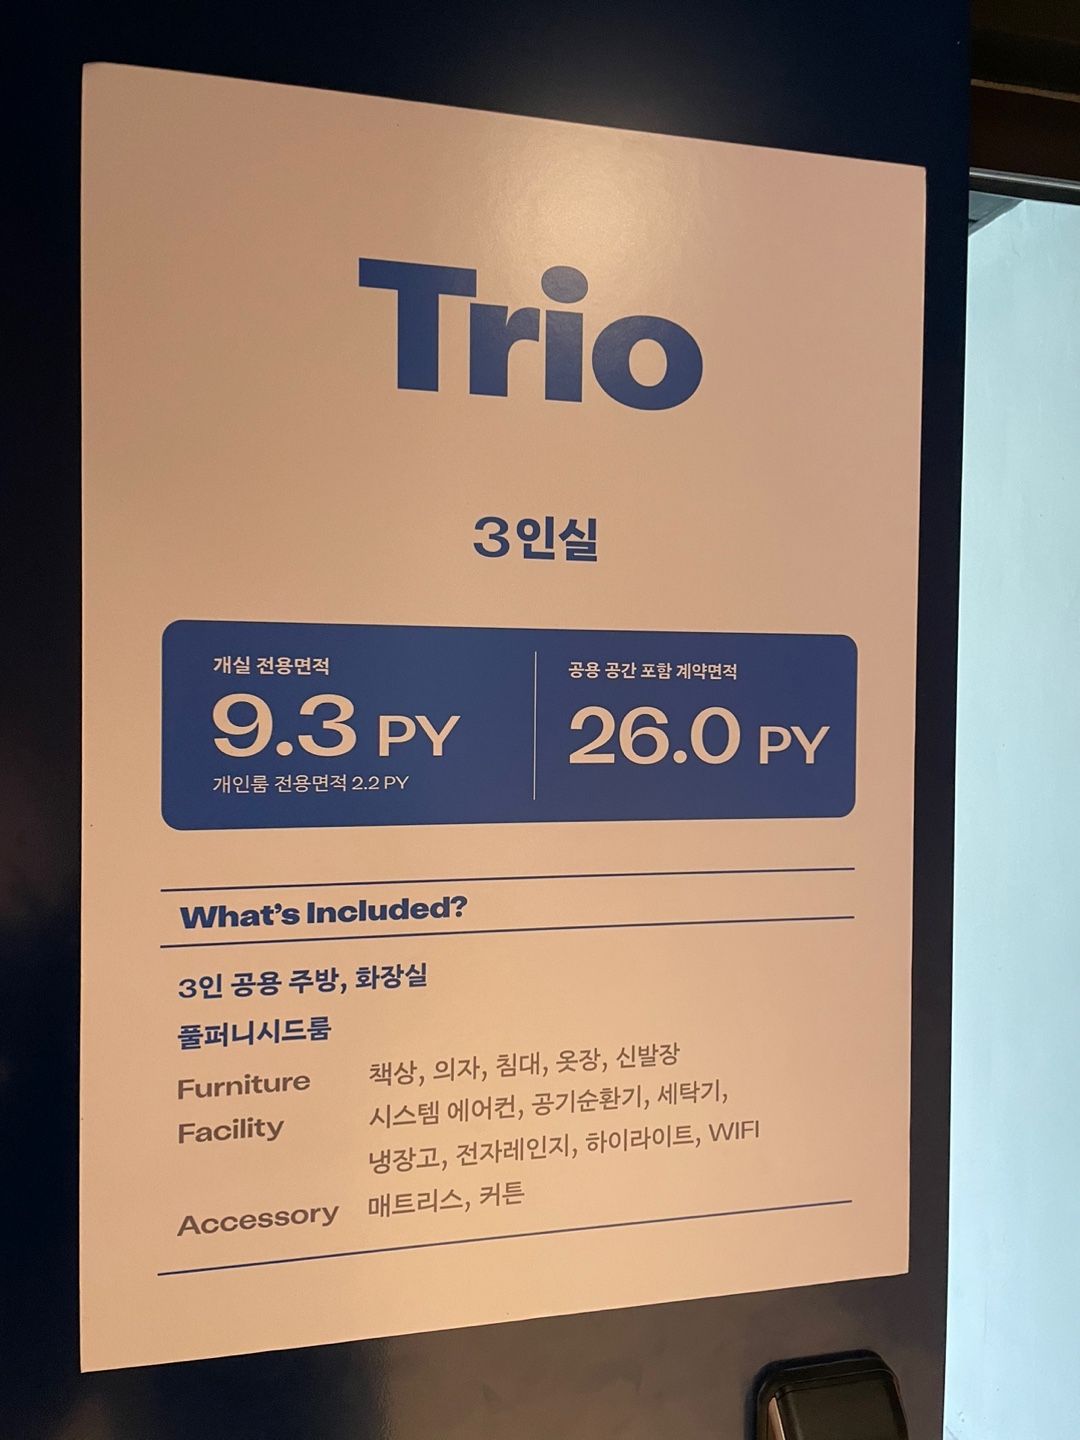 Trio
3인실
개실 전용면적
9.3 PY
개인룸 전용면적 2.2 PY
공용 공간 포함 계약면적
26.0 PY
What's Included?
3인 공용 주방, 화장실
풀퍼니시드룸
Furniture 책상, 의자, 침대, 옷장, 신발장
Facility 시스템 에어컨, 공기순환기, 세탁기,
냉장고, 전자레인지, 하이라이트, WIFI
Accessory 매트리스, 커튼